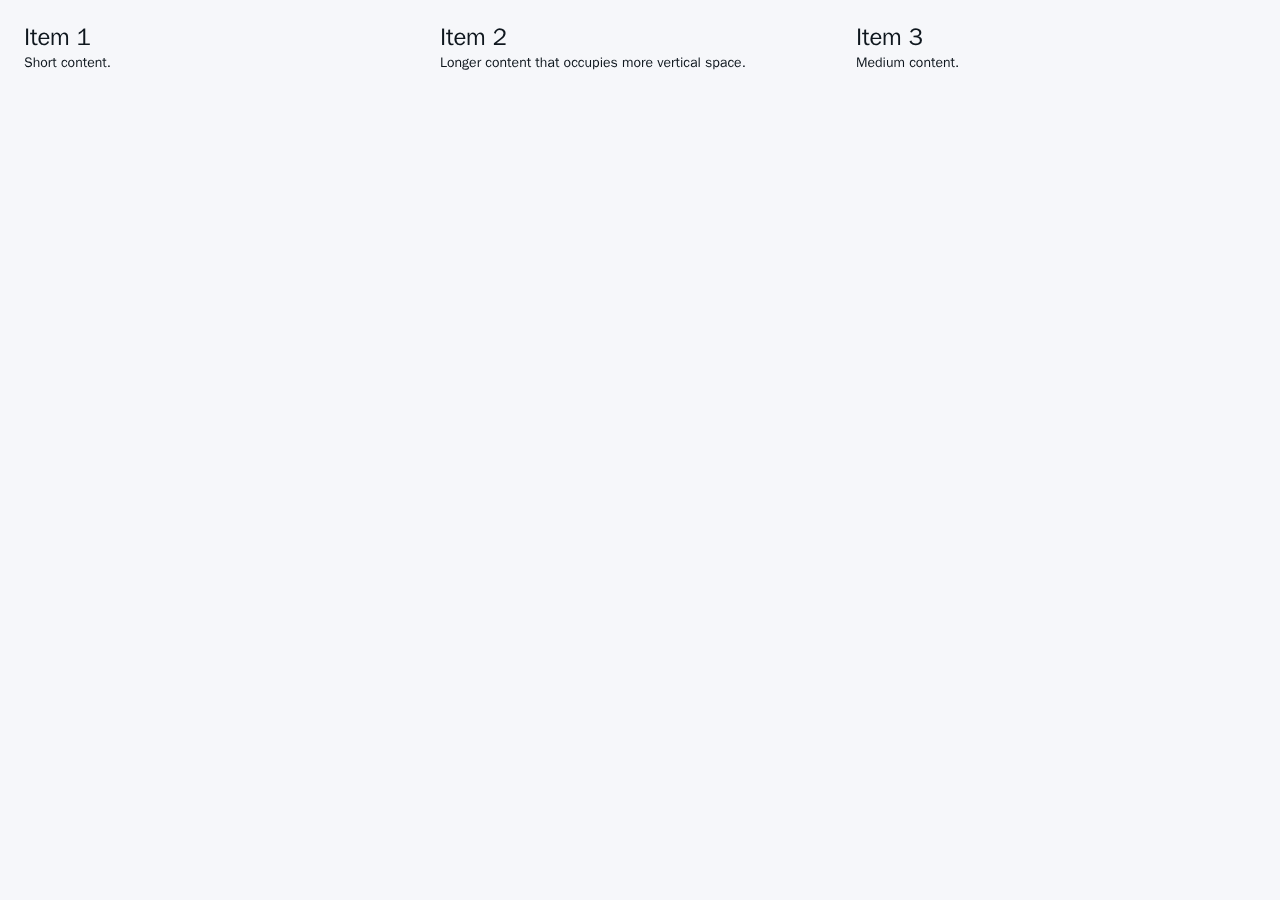 Item 1
Short content.
Item 2
Longer content that occupies more vertical space.
Item 3
Medium content.